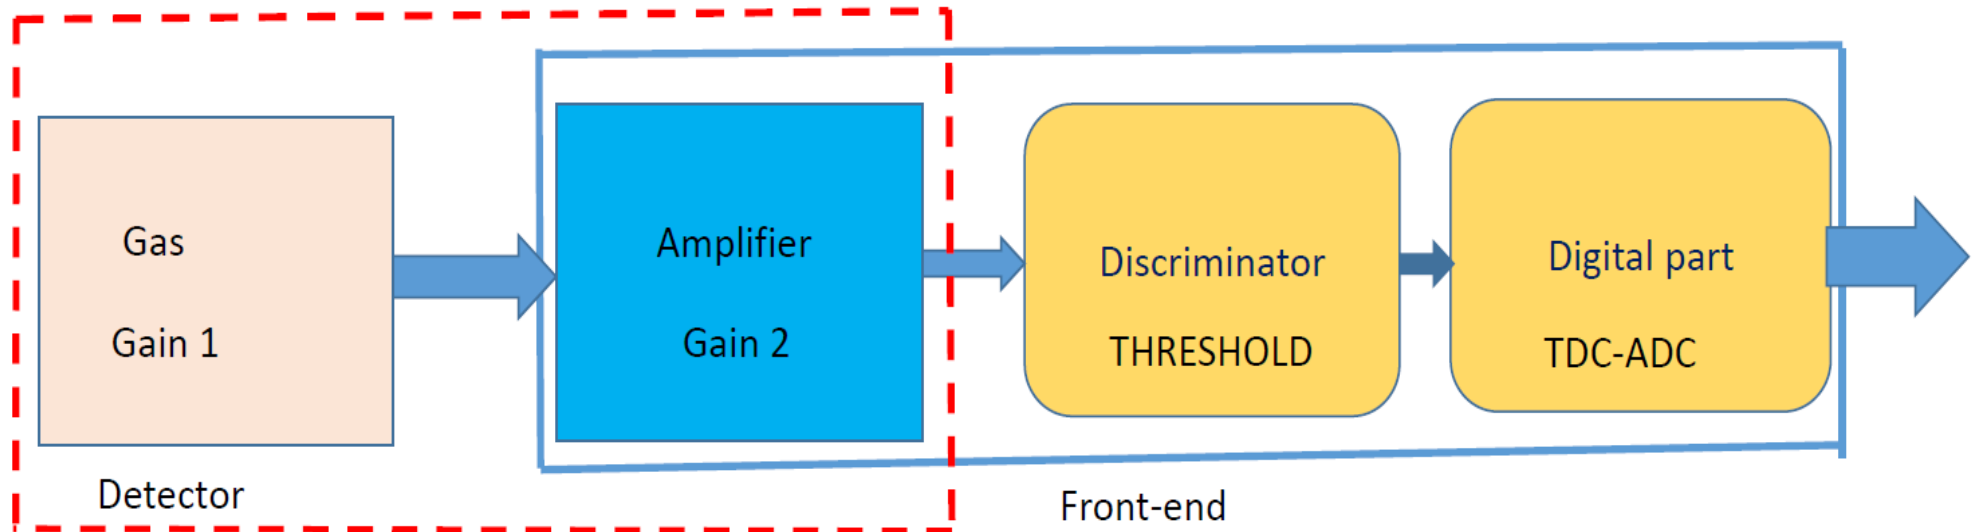 Gas
Gain 1
Amplifier
Gain 2
Discriminator
THRESHOLD
Digital part
TDC-ADC
Detector
Front-end